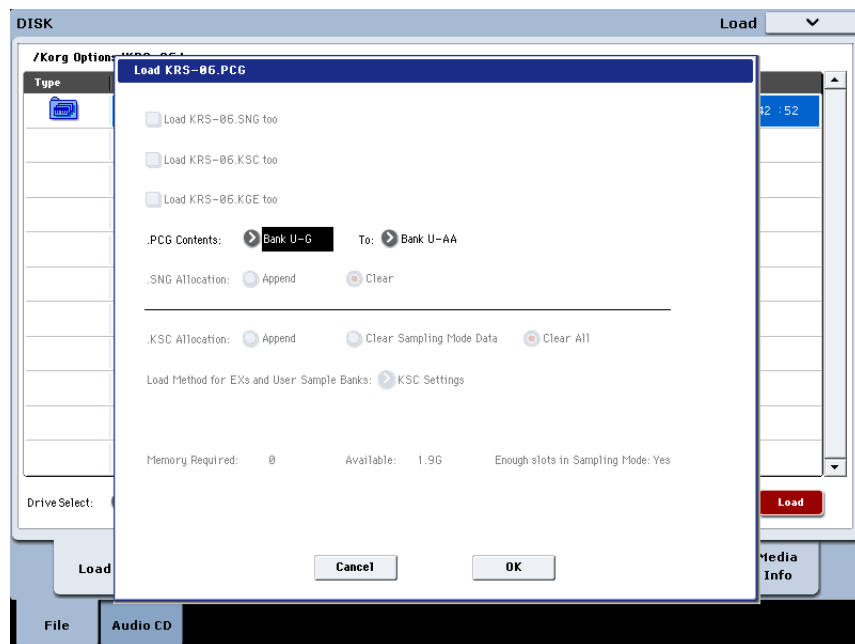 DISK
Load
/Korg Option
Load KRS-06.PCG
Type
42 :52
Load KRS-06.SNG too
Load KRS-06.KSC too
Load KRS-06.KGE too
.PCG Contents: Bank U-G To: Bank U-AA
.SNG Allocation: Append Clear
.KSC Allocation: Append Clear Sampling Mode Data Clear All
Load Method for EXs and User Sample Banks: KSC Settings
Memory Required: 0 Available: 1.9G Enough slots in Sampling Mode: Yes
Drive Select:
Load
Cancel OK
Load
Media
Info
File Audio CD